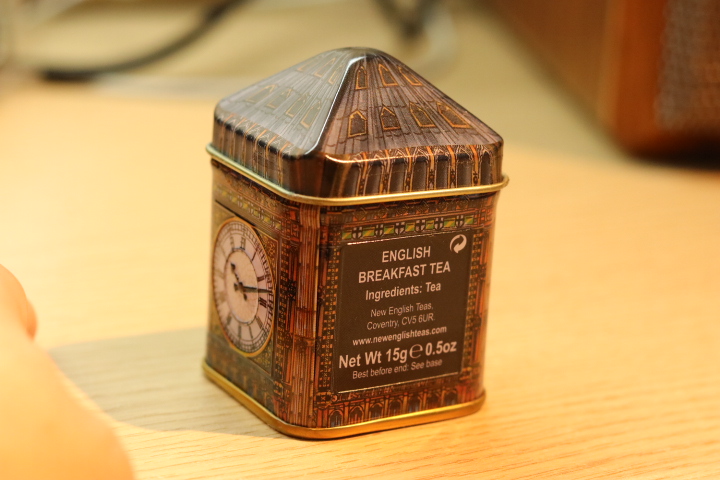 ENGLISH
BREAKFAST TEA
Ingredients: Tea
New English Teas.
Coventry, CV5 6UR.
www.newenglishteas.com
Net Wt 15g℮0.5oz
Best before end: See base